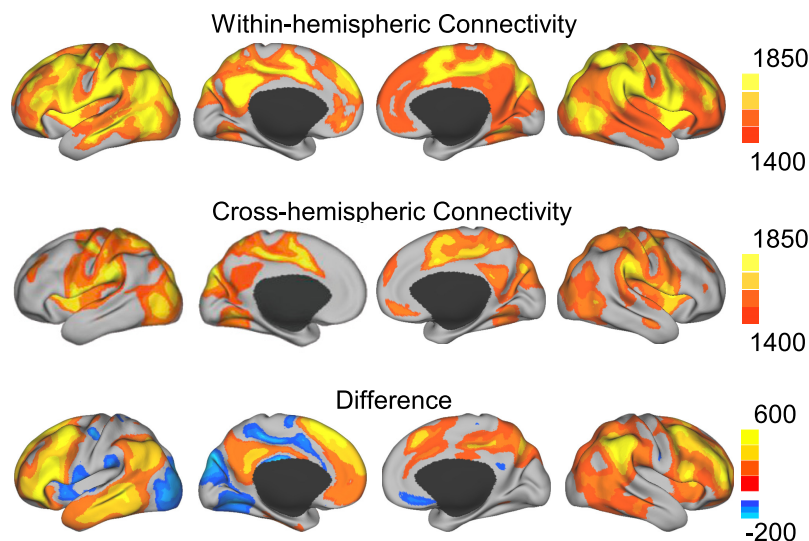 Within-hemispheric Connectivity
1850
1400
Cross-hemispheric Connectivity
1850
1400
Difference
600
-200